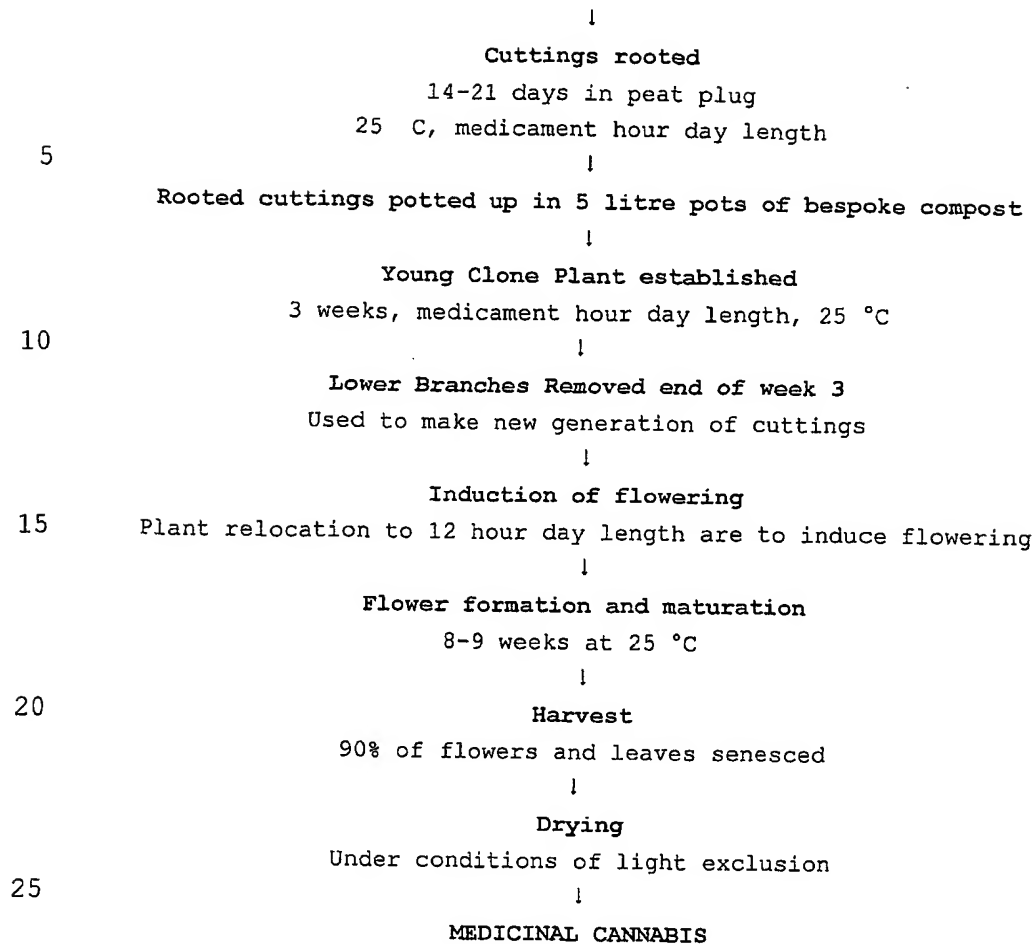 ↓
Cuttings rooted
14-21 days in peat plug
25 C, medicament hour day length
5
↓
Rooted cuttings potted up in 5 litre pots of bespoke compost
↓
Young Clone Plant established
3 weeks, medicament hour day length, 25 °C
10
↓
Lower Branches Removed end of week 3
Used to make new generation of cuttings
↓
Induction of flowering
15 Plant relocation to 12 hour day length are to induce flowering
↓
Flower formation and maturation
8-9 weeks at 25 °C
↓
20 Harvest
90% of flowers and leaves senesced
↓
Drying
Under conditions of light exclusion
25 ↓
MEDICINAL CANNABIS